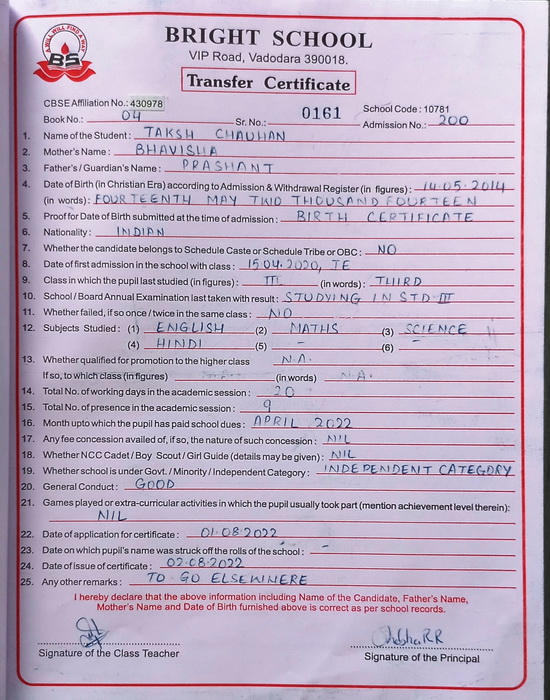 A WILL WILL FIND A WAY
BS
BRIGHT SCHOOL
VIP Road, Vadodara 390018.
Transfer Certificate
CBSE Affiliation No.: 430978
School Code : 10781
Book No.: 04 Sr. No.: 0161 Admission No.: 200
1. Name of the Student : TAKSH CHAUHAN
2. Mother's Name : BHAVISHA
3. Father's / Guardian's Name : PRASHANT
4. Date of Birth (in Christian Era) according to Admission & Withdrawal Register (in figures) : 14.05.2014
(in words) : FOURTEENTH MAY TWO THOUSAND FOURTEEN
5. Proof for Date of Birth submitted at the time of admission : BIRTH CERTIFICATE
6. Nationality : INDIAN
7. Whether the candidate belongs to Schedule Caste or Schedule Tribe or OBC : NO
8. Date of first admission in the school with class : 15.04.2020, IE
9. Class in which the pupil last studied (in figures) : III (in words) : THIRD
10. School / Board Annual Examination last taken with result : STUDYING IN STD III
11. Whether failed, if so once / twice in the same class : NO
12. Subjects Studied : (1) ENGLISH (2) MATHS (3) SCIENCE
(4) HINDI (5) - (6) -
13. Whether qualified for promotion to the higher class N.A.
If so, to which class (in figures) N.A. (in words) N.A.
14. Total No. of working days in the academic session : 20
15. Total No. of presence in the academic session : 9
16. Month upto which the pupil has paid school dues : APRIL 2022
17. Any fee concession availed of, if so, the nature of such concession : NIL
18. Whether NCC Cadet / Boy Scout / Girl Guide (details may be given) : NIL
19. Whether school is under Govt. / Minority / Independent Category : INDEPENDENT CATEGORY
20. General Conduct : GOOD
21. Games played or extra-curricular activities in which the pupil usually took part (mention achievement level therein) :
NIL
22. Date of application for certificate : 01.08.2022
23. Date on which pupil's name was struck off the rolls of the school : -
24. Date of issue of certificate : 02.08.2022
25. Any other remarks : TO GO ELSEWHERE
I hereby declare that the above information including Name of the Candidate, Father's Name,
Mother's Name and Date of Birth furnished above is correct as per school records.
Signature of the Class Teacher
Signature of the Principal